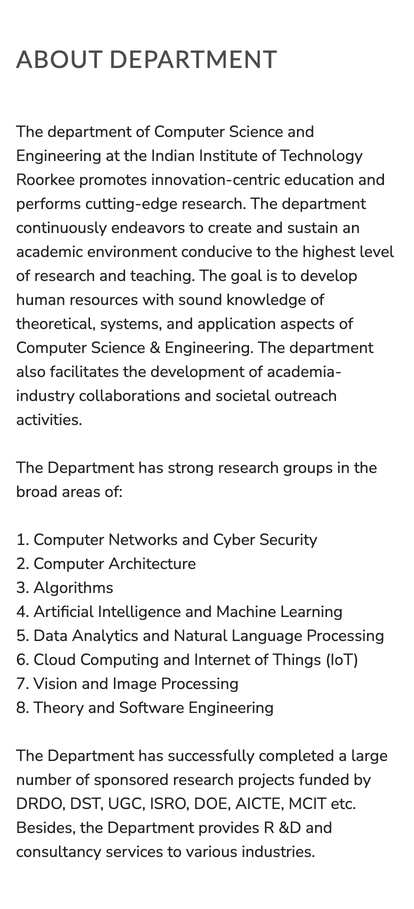 ABOUT DEPARTMENT
The department of Computer Science and
Engineering at the Indian Institute of Technology
Roorkee promotes innovation-centric education and
performs cutting-edge research. The department
continuously endeavors to create and sustain an
academic environment conducive to the highest level
of research and teaching. The goal is to develop
human resources with sound knowledge of
theoretical, systems, and application aspects of
Computer Science & Engineering. The department
also facilitates the development of academia-
industry collaborations and societal outreach
activities.
The Department has strong research groups in the
broad areas of:
1. Computer Networks and Cyber Security
2. Computer Architecture
3. Algorithms
4. Artificial Intelligence and Machine Learning
5. Data Analytics and Natural Language Processing
6. Cloud Computing and Internet of Things (IoT)
7. Vision and Image Processing
8. Theory and Software Engineering
The Department has successfully completed a large
number of sponsored research projects funded by
DRDO, DST, UGC, ISRO, DOE, AICTE, MCIT etc.
Besides, the Department provides R &D and
consultancy services to various industries.